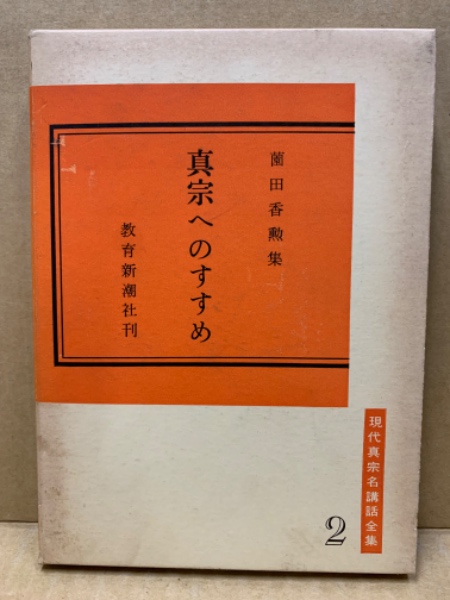 薗田香勲集
真宗へのすすめ
教育新潮社刊
現代真宗名講話全集
2